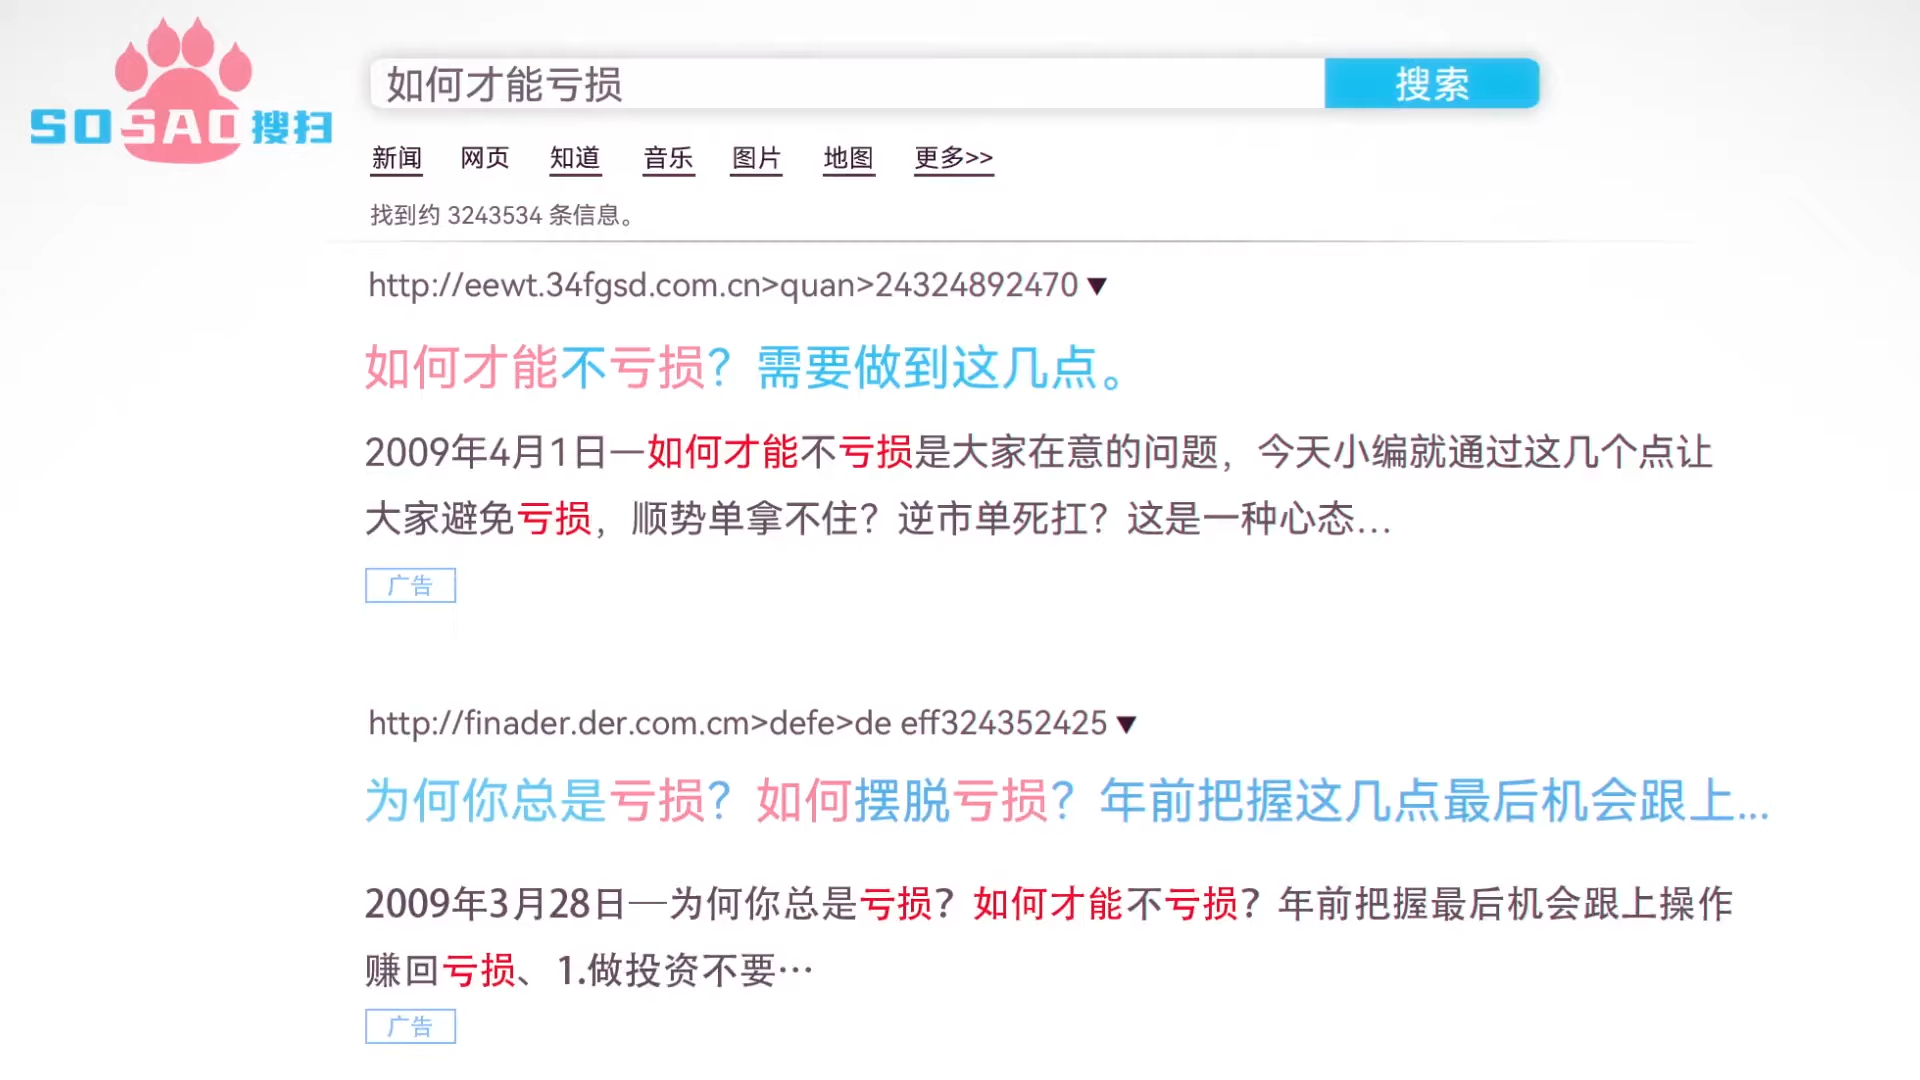 SOSAO搜扫
如何才能亏损
搜索
新闻 网页 知道 音乐 图片 地图 更多>>
找到约 3243534 条信息。
http://eewt.34fgsd.com.cn>quan>24324892470▼
如何才能不亏损？需要做到这几点。
2009年4月1日—如何才能不亏损是大家在意的问题，今天小编就通过这几个点让
大家避免亏损，顺势单拿不住？逆市单死扛？这是一种心态...
广告
http://finader.der.com.cm>defe>de eff324352425▼
为何你总是亏损？如何摆脱亏损？年前把握这几点最后机会跟上...
2009年3月28日—为何你总是亏损？如何才能不亏损？年前把握最后机会跟上操作
赚回亏损、1.做投资不要…
广告